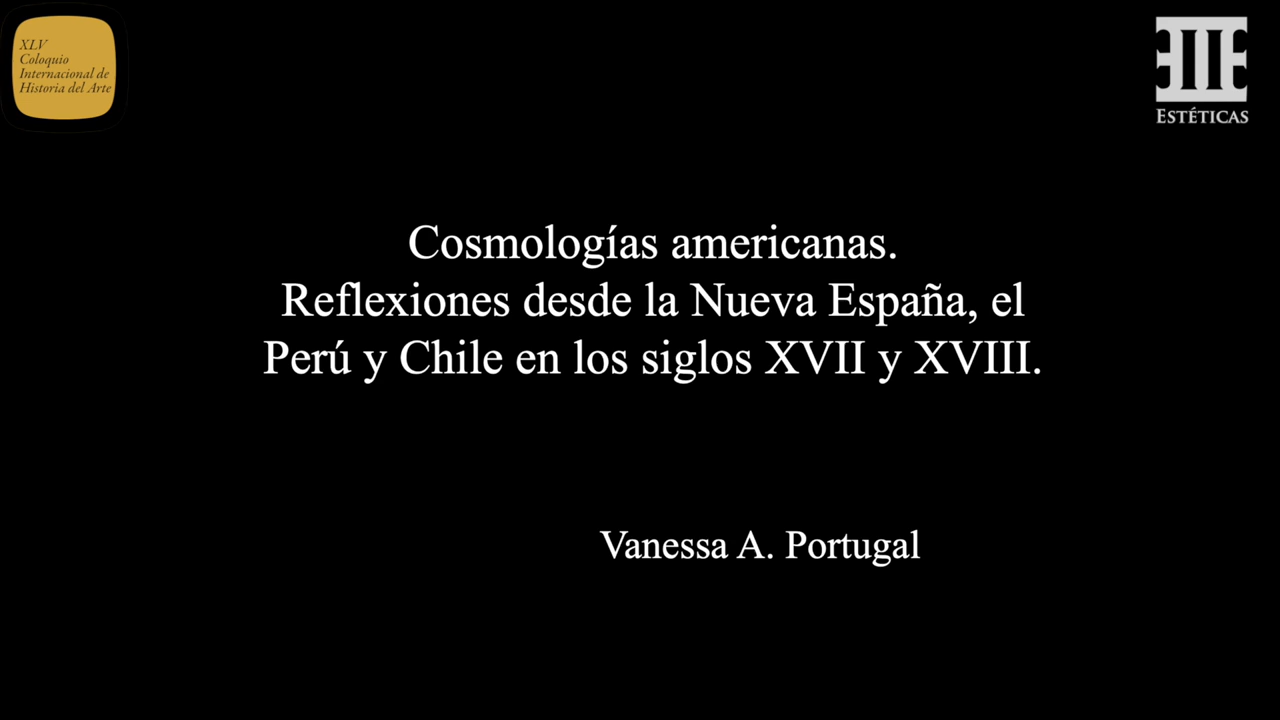 XLV
Coloquio
Internacional de
Historia del Arte
ESTÉTICAS
Cosmologías americanas.
Reflexiones desde la Nueva España, el
Perú y Chile en los siglos XVII y XVIII.
Vanessa A. Portugal